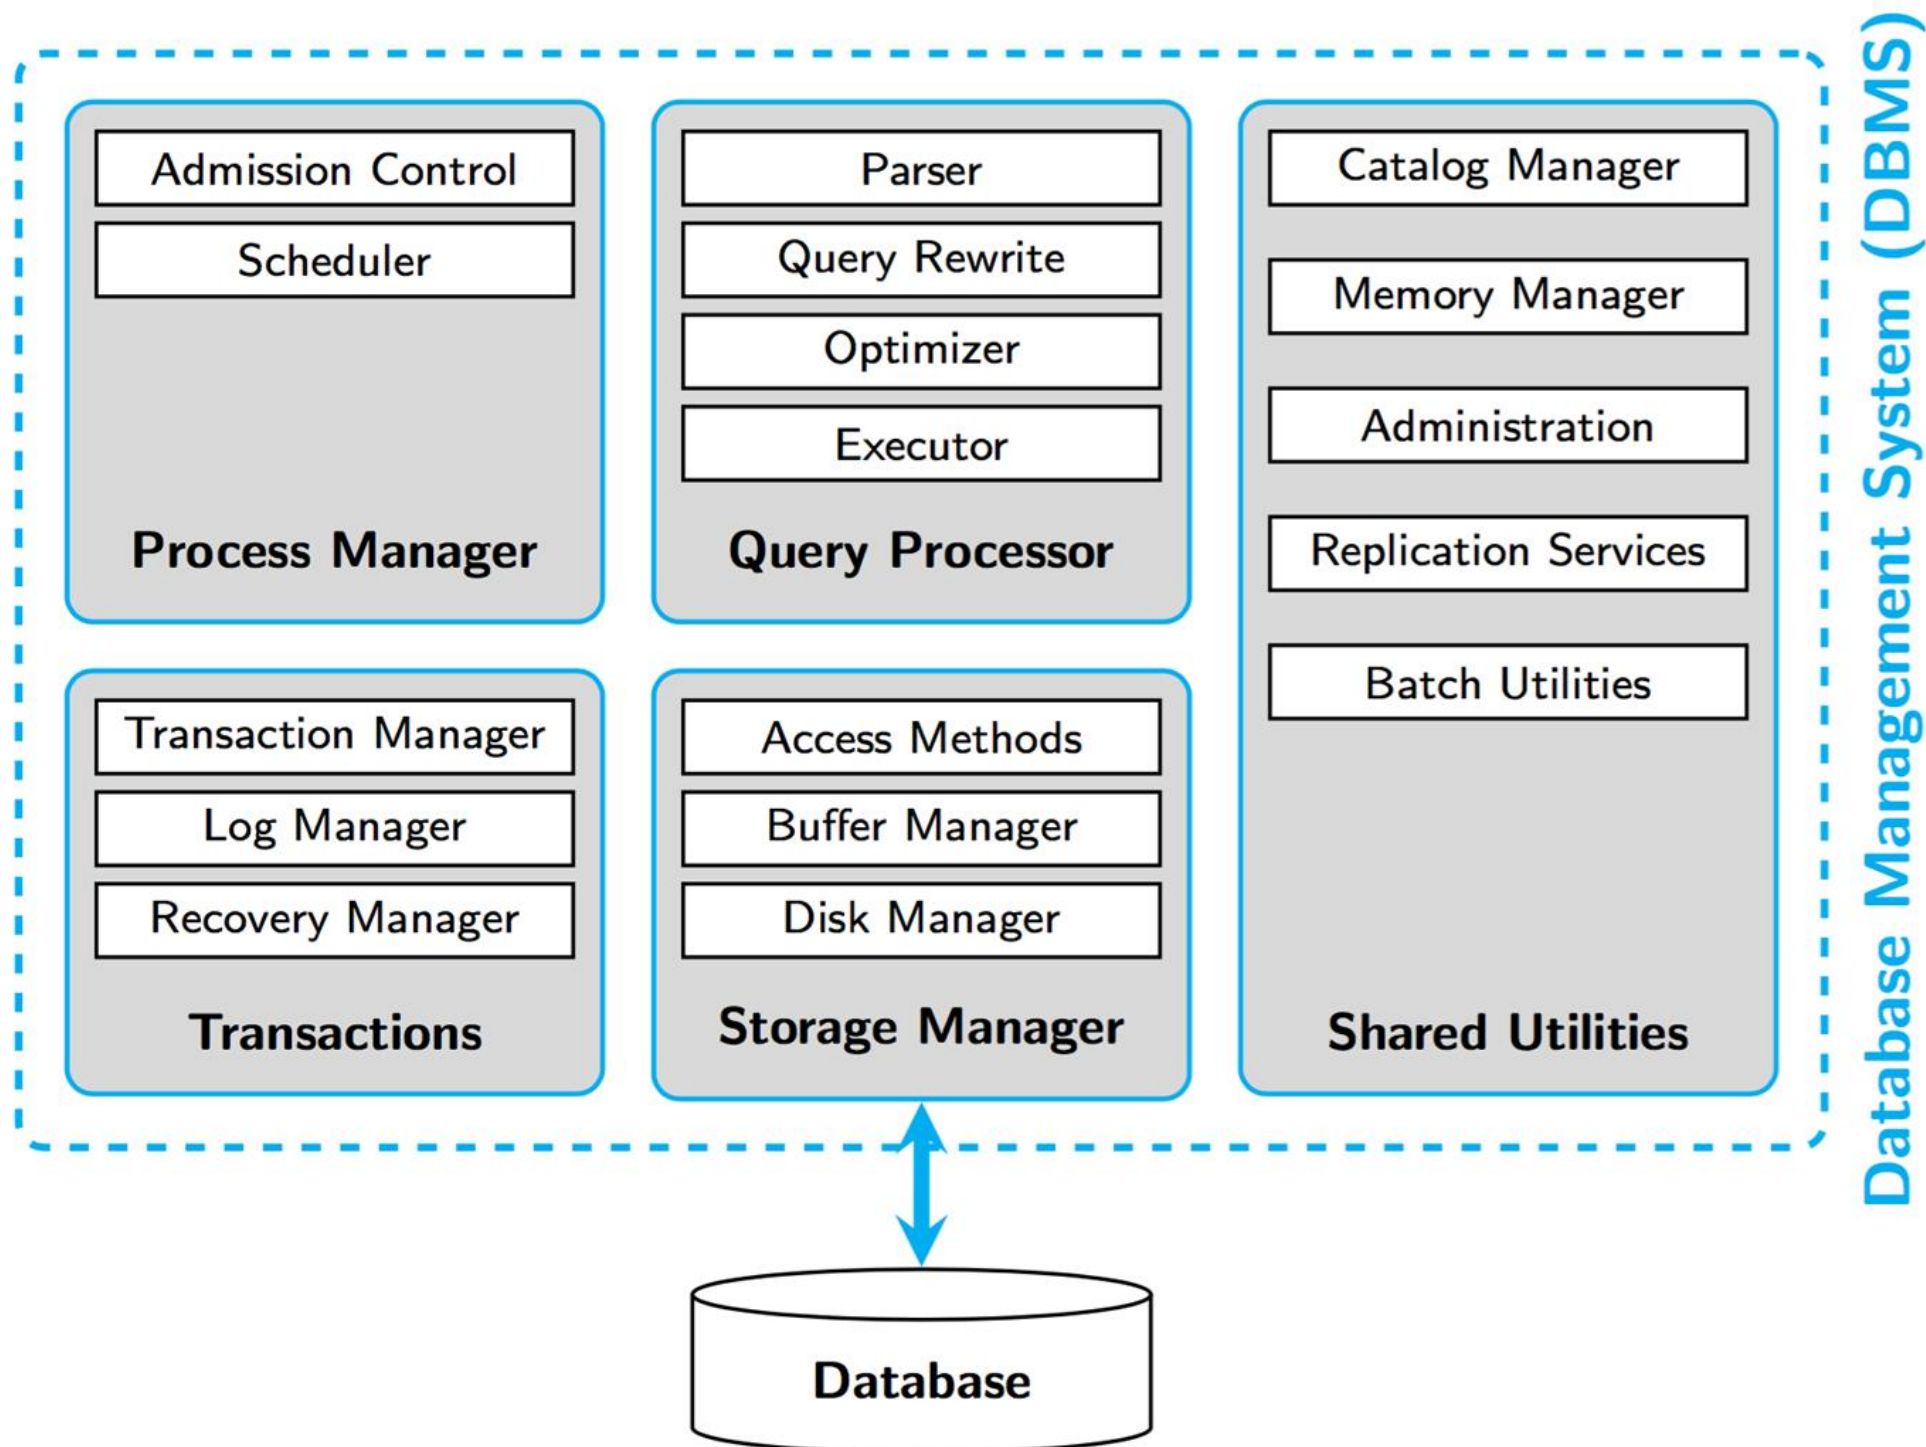 Admission Control
Scheduler
Process Manager
Parser
Query Rewrite
Optimizer
Executor
Query Processor
Catalog Manager
Memory Manager
Administration
Replication Services
Batch Utilities
Shared Utilities
Transaction Manager
Log Manager
Recovery Manager
Transactions
Access Methods
Buffer Manager
Disk Manager
Storage Manager
Database
Database Management System (DBMS)